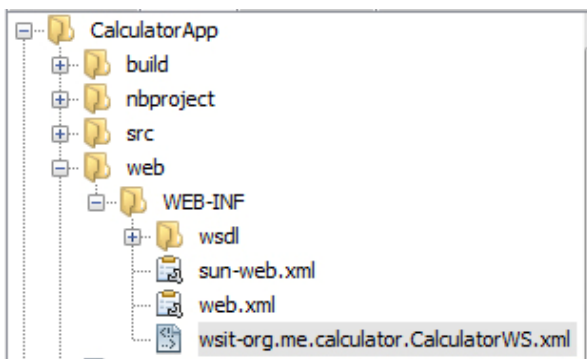 CalculatorApp
build
nbproject
src
web
WEB-INF
wsdl
sun-web.xml
web.xml
wsit-org.me.calculator.CalculatorWS.xml